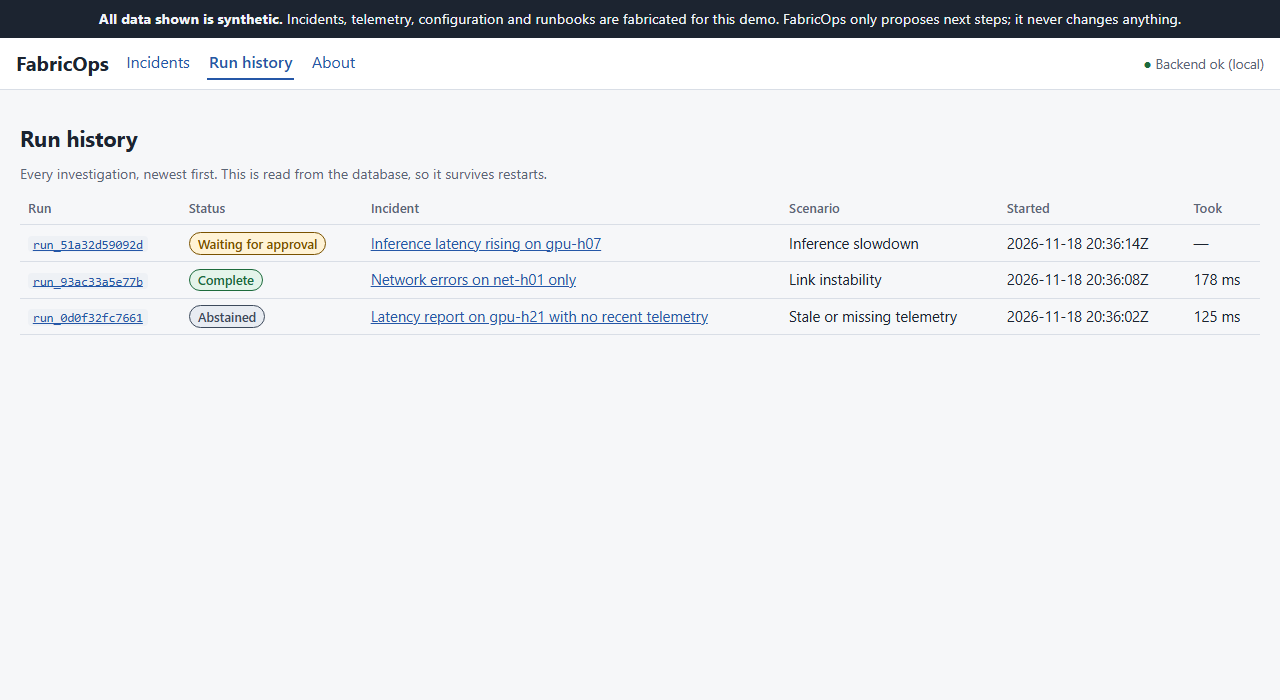 All data shown is synthetic. Incidents, telemetry, configuration and runbooks are fabricated for this demo. FabricOps only proposes next steps; it never changes anything.
FabricOps Incidents Run history About ● Backend ok (local)
Run history
Every investigation, newest first. This is read from the database, so it survives restarts.
Run Status Incident Scenario Started Took
run_51a32d59092d Waiting for approval Inference latency rising on gpu-h07 Inference slowdown 2026-11-18 20:36:14Z —
run_93ac33a5e77b Complete Network errors on net-h01 only Link instability 2026-11-18 20:36:08Z 178 ms
run_0d0f32fc7661 Abstained Latency report on gpu-h21 with no recent telemetry Stale or missing telemetry 2026-11-18 20:36:02Z 125 ms